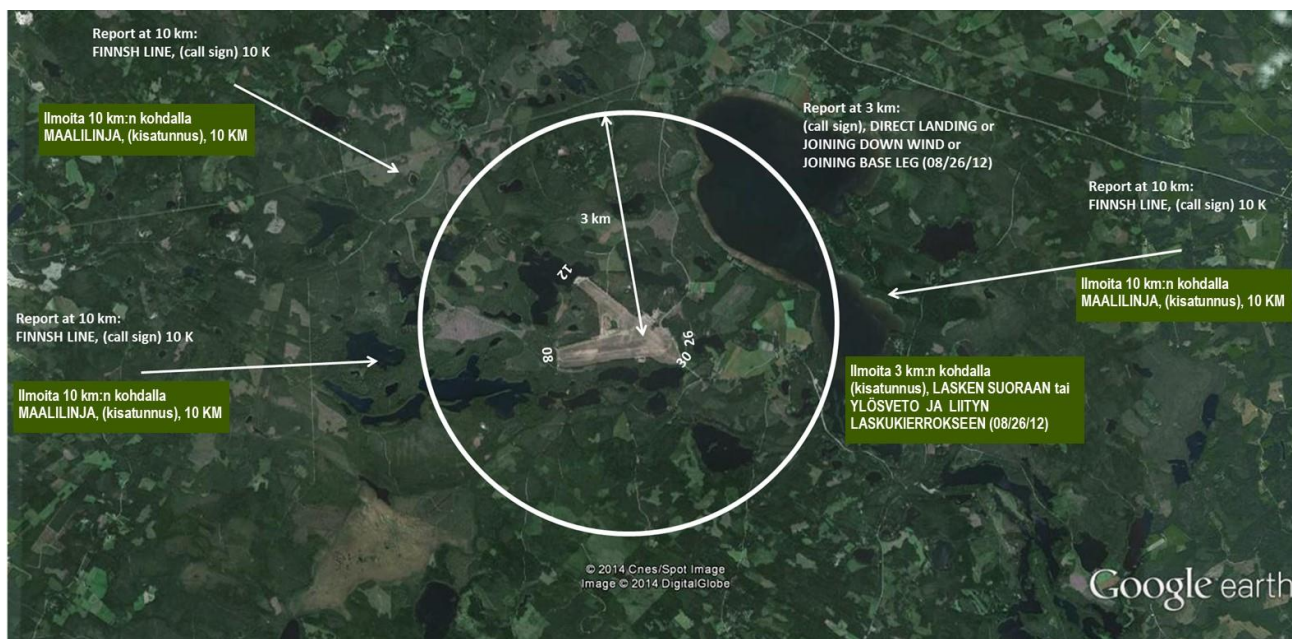 Report at 10 km:
FINNSH LINE, (call sign) 10 K
Ilmoita 10 km:n kohdalla
MAALILINJA, (kisatunnus), 10 KM
Report at 3 km:
(call sign), DIRECT LANDING or
JOINING DOWN WIND or
JOINING BASE LEG (08/26/12)
Report at 10 km:
FINNSH LINE, (call sign) 10 K
Ilmoita 10 km:n kohdalla
MAALILINJA, (kisatunnus), 10 KM
3 km
12
08
26
30
Report at 10 km:
FINNSH LINE, (call sign) 10 K
Ilmoita 10 km:n kohdalla
MAALILINJA, (kisatunnus), 10 KM
Ilmoita 3 km:n kohdalla
(kisatunnus), LASKEN SUORAAN tai
YLÖSVETO JA LIITYN
LASKUKIERROKSEEN (08/26/12)
© 2014 Cnes/Spot Image
Image © 2014 DigitalGlobe
Google earth